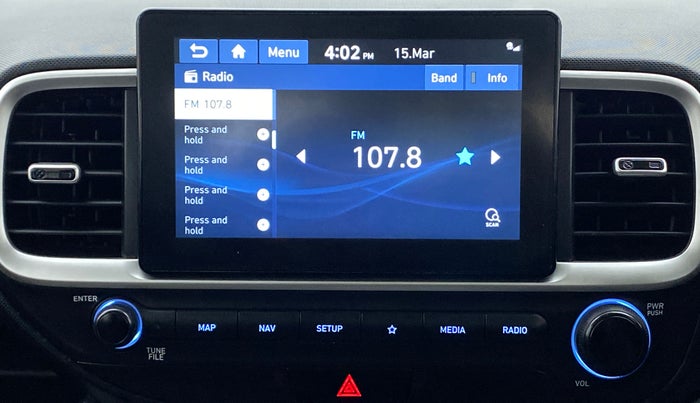 Menu 4:02 PM 15.Mar
Radio Band Info
FM 107.8
Press and
hold
Press and
hold
Press and
hold
Press and
hold
FM
107.8
SCAN
ENTER
TUNE
FILE
MAP NAV SETUP MEDIA RADIO
PWR
PUSH
VOL